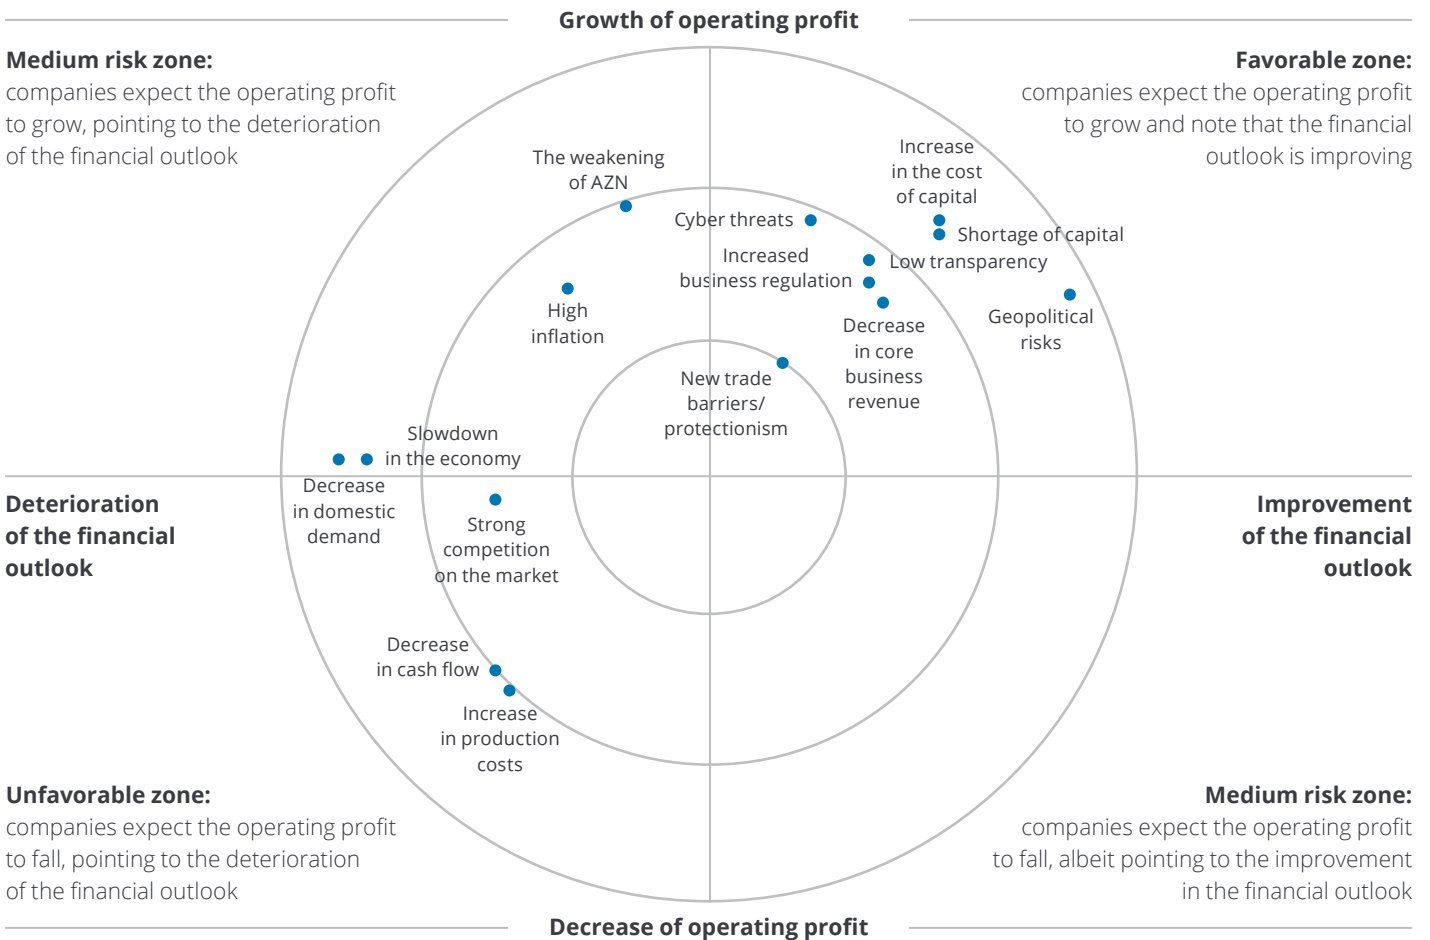 Growth of operating profit
Medium risk zone:
companies expect the operating profit
to grow, pointing to the deterioration
of the financial outlook
Favorable zone:
companies expect the operating profit
to grow and note that the financial
outlook is improving
The weakening
of AZN
Increase
in the cost
of capital
Cyber threats
Shortage of capital
Increased
business regulation
Low transparency
High
inflation
Geopolitical
risks
Decrease
in core
business
revenue
New trade
barriers/
protectionism
Slowdown
in the economy
Decrease
in domestic
demand
Deterioration
of the financial
outlook
Improvement
of the financial
outlook
Strong
competition
on the market
Decrease
in cash flow
Increase
in production
costs
Unfavorable zone:
companies expect the operating profit
to fall, pointing to the deterioration
of the financial outlook
Medium risk zone:
companies expect the operating profit
to fall, albeit pointing to the improvement
in the financial outlook
Decrease of operating profit